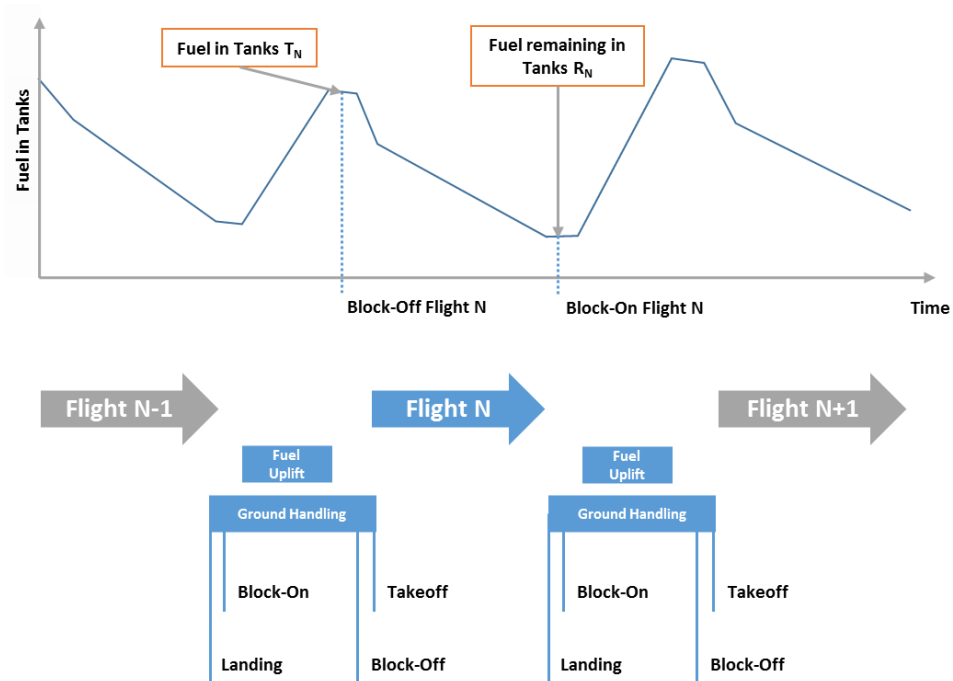 Fuel in Tanks
Fuel in Tanks TN
Fuel remaining in
Tanks RN
Block-Off Flight N
Block-On Flight N
Time
Flight N-1
Flight N
Flight N+1
Fuel
Uplift
Fuel
Uplift
Ground Handling
Ground Handling
Block-On
Takeoff
Block-On
Takeoff
Landing
Block-Off
Landing
Block-Off